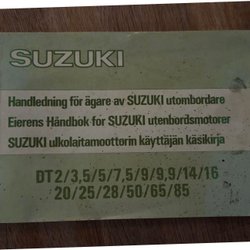 SUZUKI
Handledning för ägare av SUZUKI utombordare
Eierens Håndbok för SUZUKI utenbordsmotorer
SUZUKI ulkolaitamoottorin käyttäjän käsikirja
DT2/3,5/5/7,5/9/9,9/14/16
20/25/28/50/65/85